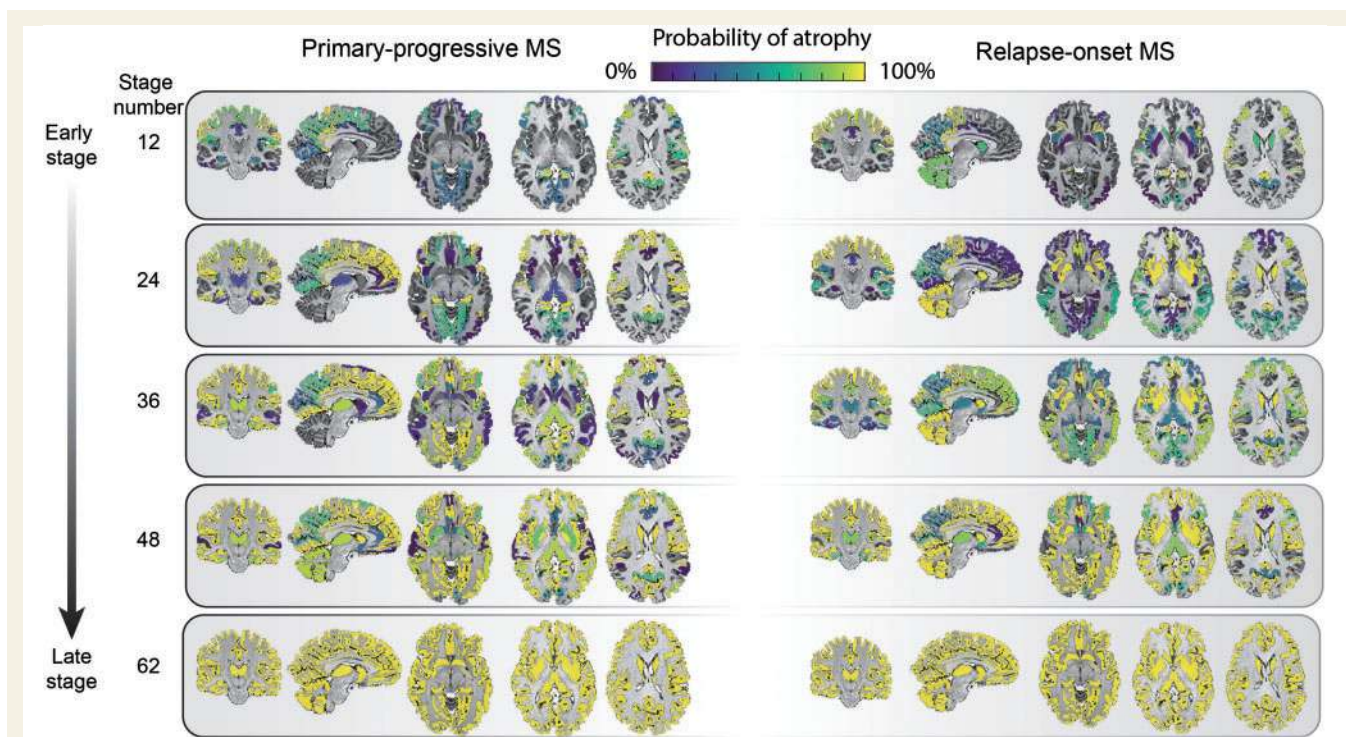 Primary-progressive MS
Probability of atrophy
0%
100%
Relapse-onset MS
Stage
number
Early
stage
12
24
36
48
Late
stage
62